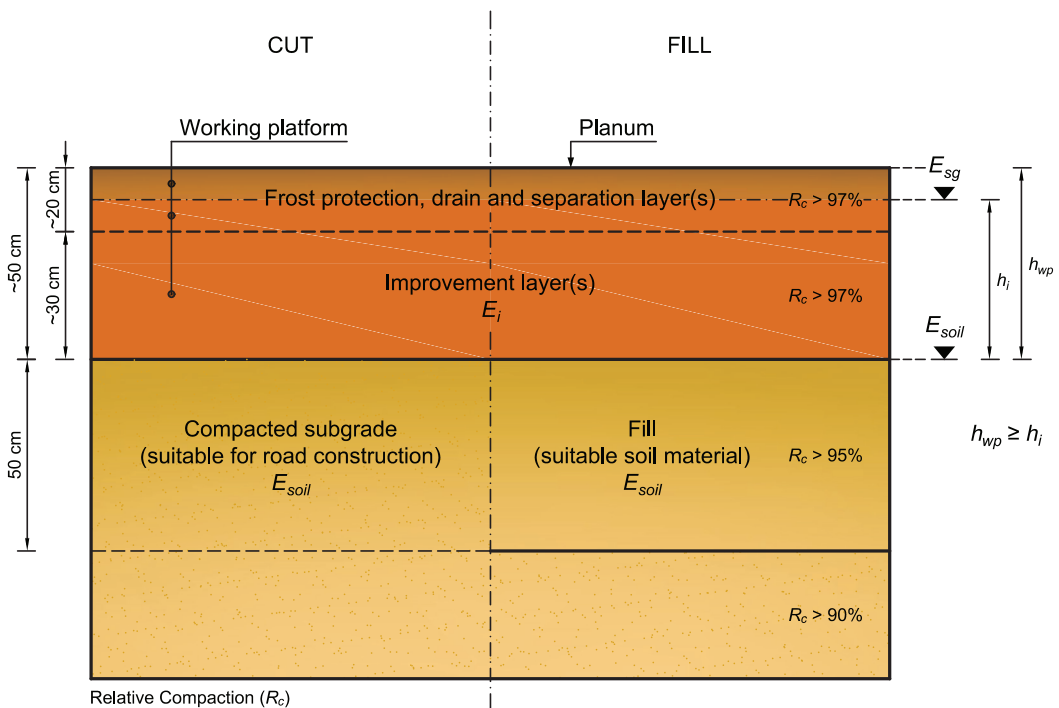 CUT
FILL
Working platform
Planum
E_sg
Frost protection, drain and separation layer(s)
R_c > 97%
~20 cm
~50 cm
~30 cm
Improvement layer(s)
E_i
R_c > 97%
h_i
h_wp
E_soil
50 cm
Compacted subgrade
(suitable for road construction)
E_soil
Fill
(suitable soil material)
E_soil
R_c > 95%
h_wp ≥ h_i
R_c > 90%
Relative Compaction (R_c)